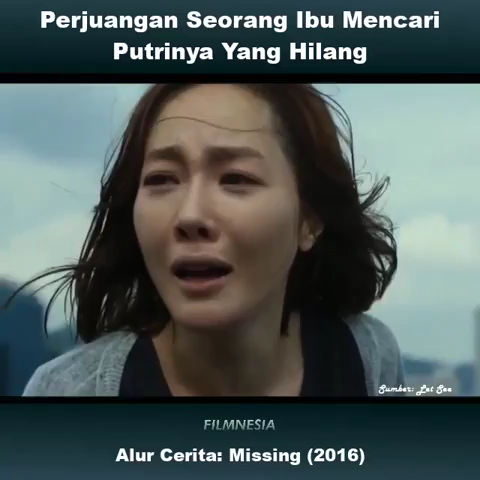 Perjuangan Seorang Ibu Mencari
Putrinya Yang Hilang
Sumber: Let See
FILMNESIA
Alur Cerita: Missing (2016)